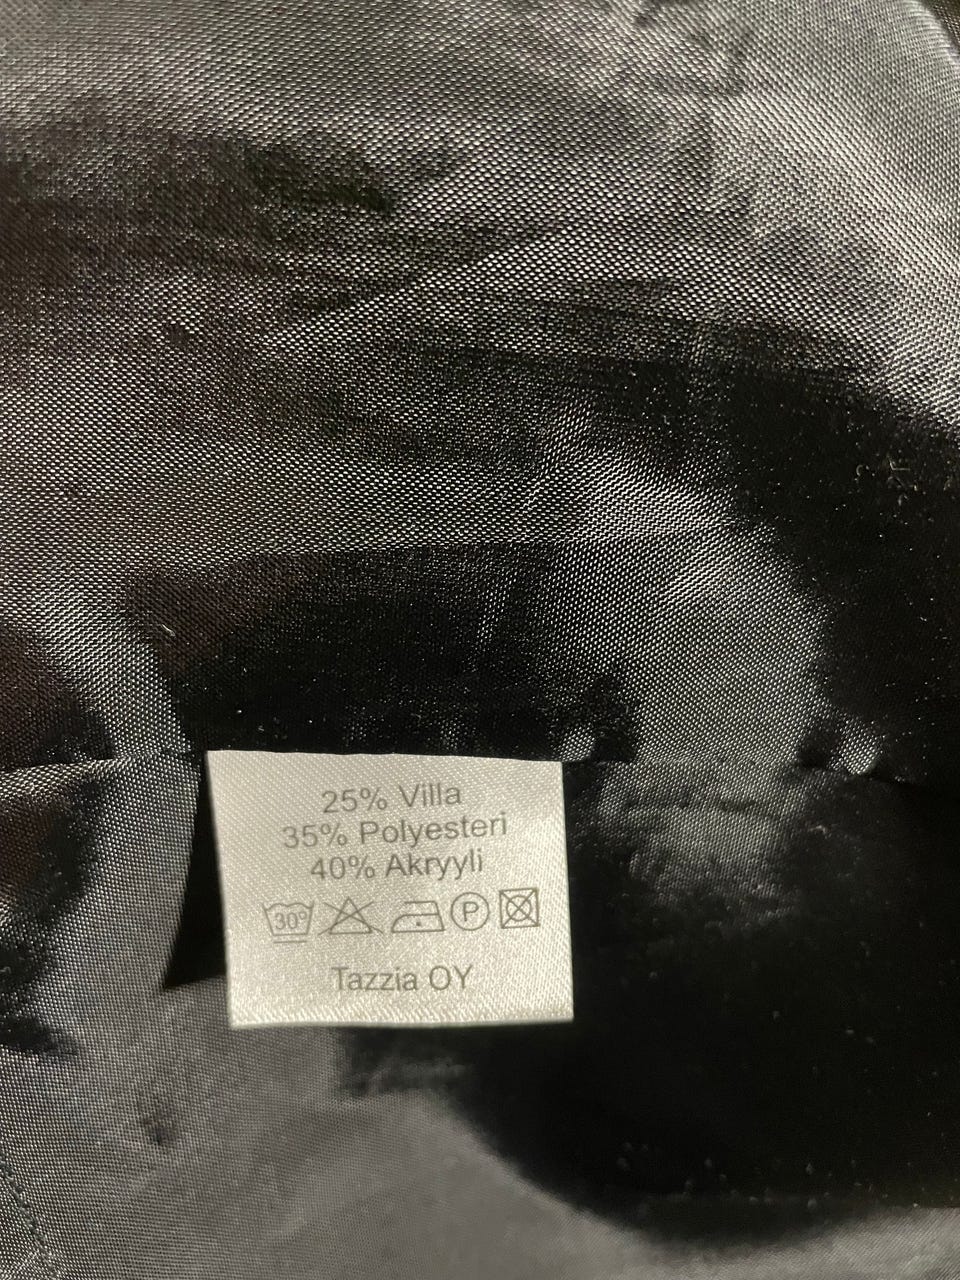 25% Villa
35% Polyesteri
40% Akryyli
30° P
Tazzia OY